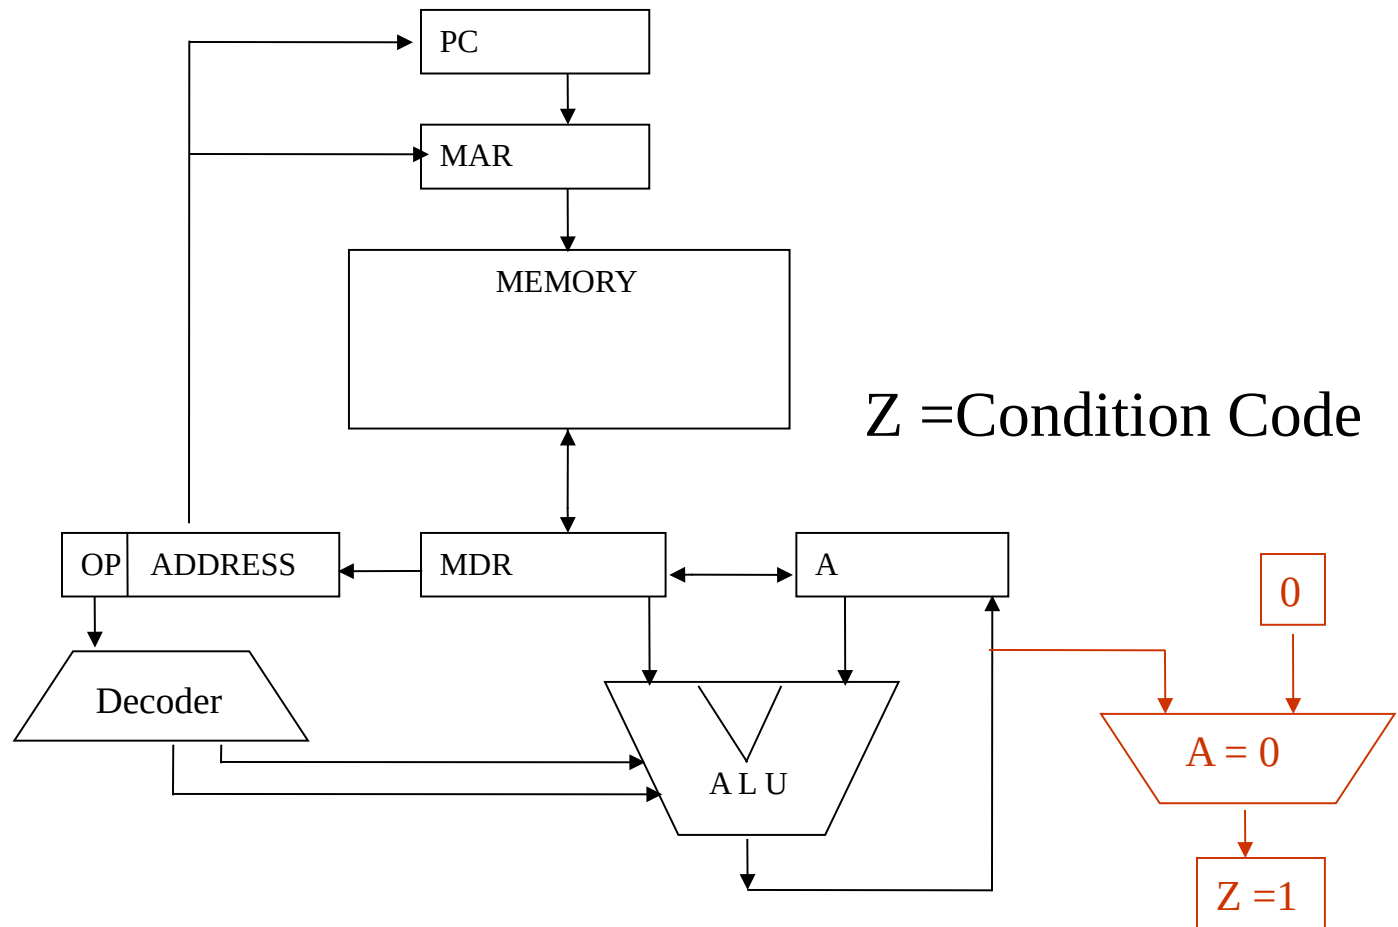 PC
MAR
MEMORY
Z =Condition Code
OP ADDRESS
MDR
A
0
Decoder
A = 0
A L U
Z =1